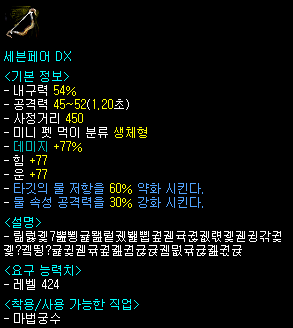 세븐페어 DX
<기본 정보>
- 내구력 54%
- 공격력 45~52(1,20초)
- 사정거리 450
- 미니 펫 먹이 분류 생체형
- 데미지 +77%
- 힘 +77
- 운 +77
- 타깃의 물 저항을 60% 약화 시킨다.
- 물 속성 공격력을 30% 강화 시킨다.
<설명>
<요구 능력치>
- 레벨 424
<착용/사용 가능한 직업>
- 마법궁수